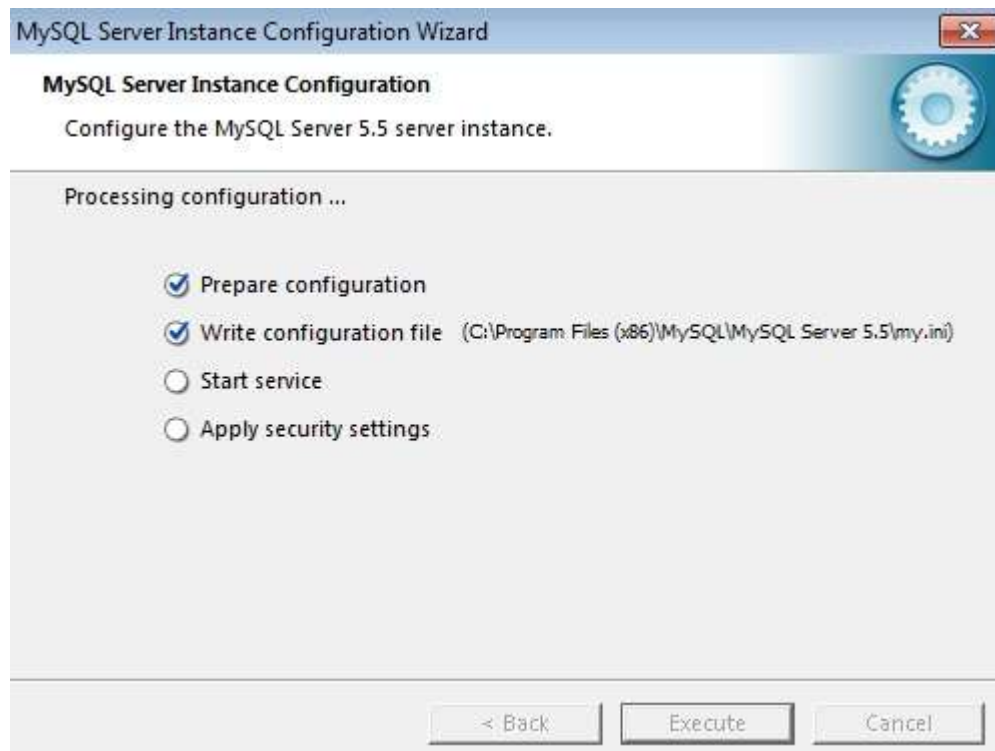 MySQL Server Instance Configuration Wizard
MySQL Server Instance Configuration
Configure the MySQL Server 5.5 server instance.
Processing configuration ...
Prepare configuration
Write configuration file (C:\Program Files (x86)\MySQL\MySQL Server 5.5\my.ini)
Start service
Apply security settings
< Back Execute Cancel